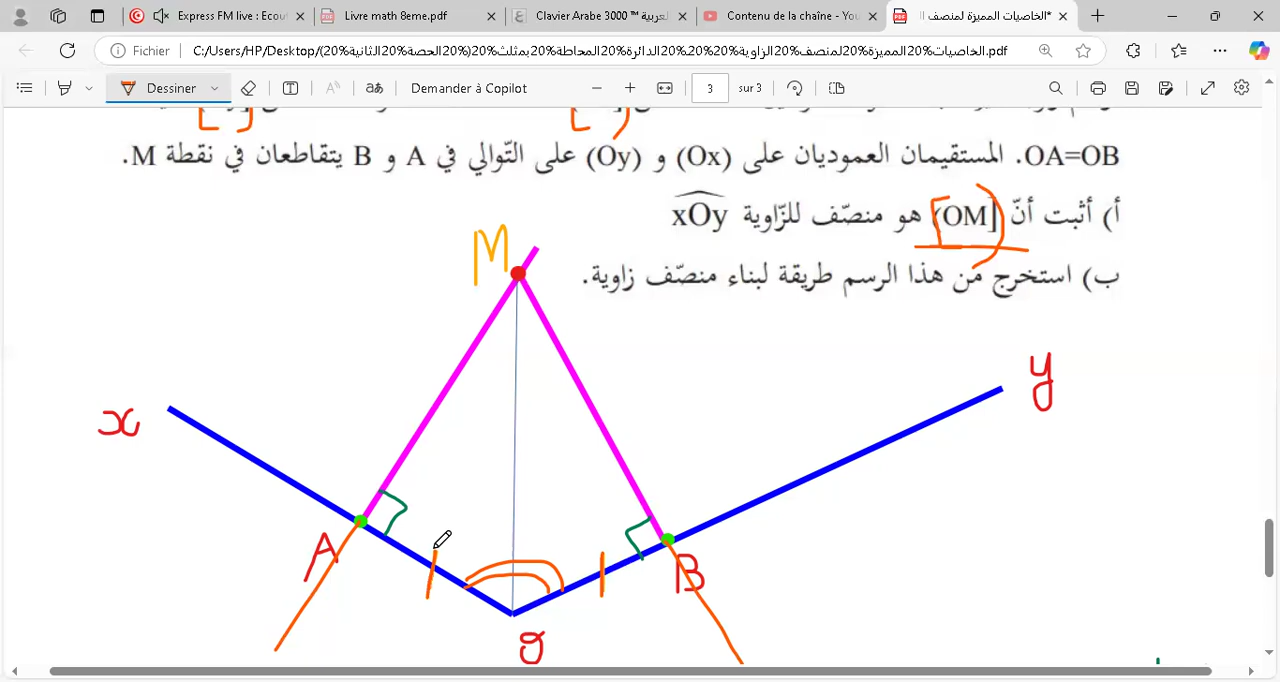 Express FM live : Ecout
Livre math 8eme.pdf
Clavier Arabe 3000 ™ العربية
Contenu de la chaîne - You
الخاصيات المميزة لمنصف ال*
Fichier
C:/Users/HP/Desktop/(الخاصيات%20المميزة%20لمنصف%20الزاوية%20%20%20الدائرة%20المحاطة%20بمثلث%20(%20الحصة%20الثانية%20).pdf
Dessiner
Demander à Copilot
3
sur 3
OA=OB. المستقيمان العموديان على (Ox) و (Oy) على التّوالي في A و B يتقاطعان في نقطة M.
أ) أثبت أنّ [OM) هو منصّف للزّاوية xOy
ب) استخرج من هذا الرسم طريقة لبناء منصّف زاوية.
M
x
y
A
B
O